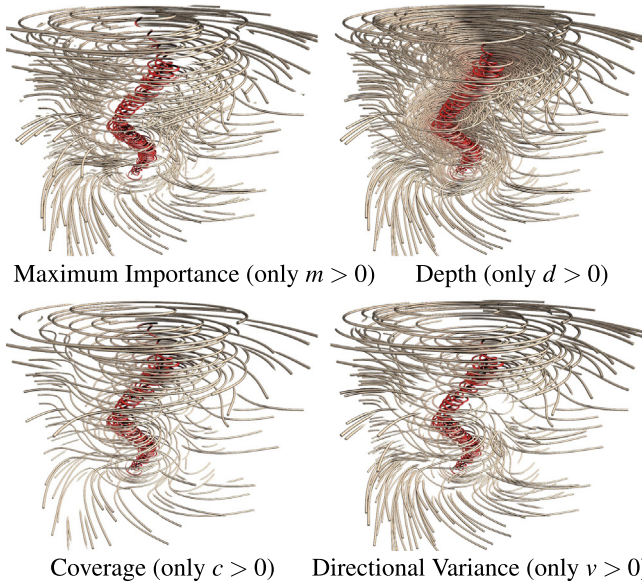 Maximum Importance (only m > 0) Depth (only d > 0)
Coverage (only c > 0) Directional Variance (only v > 0